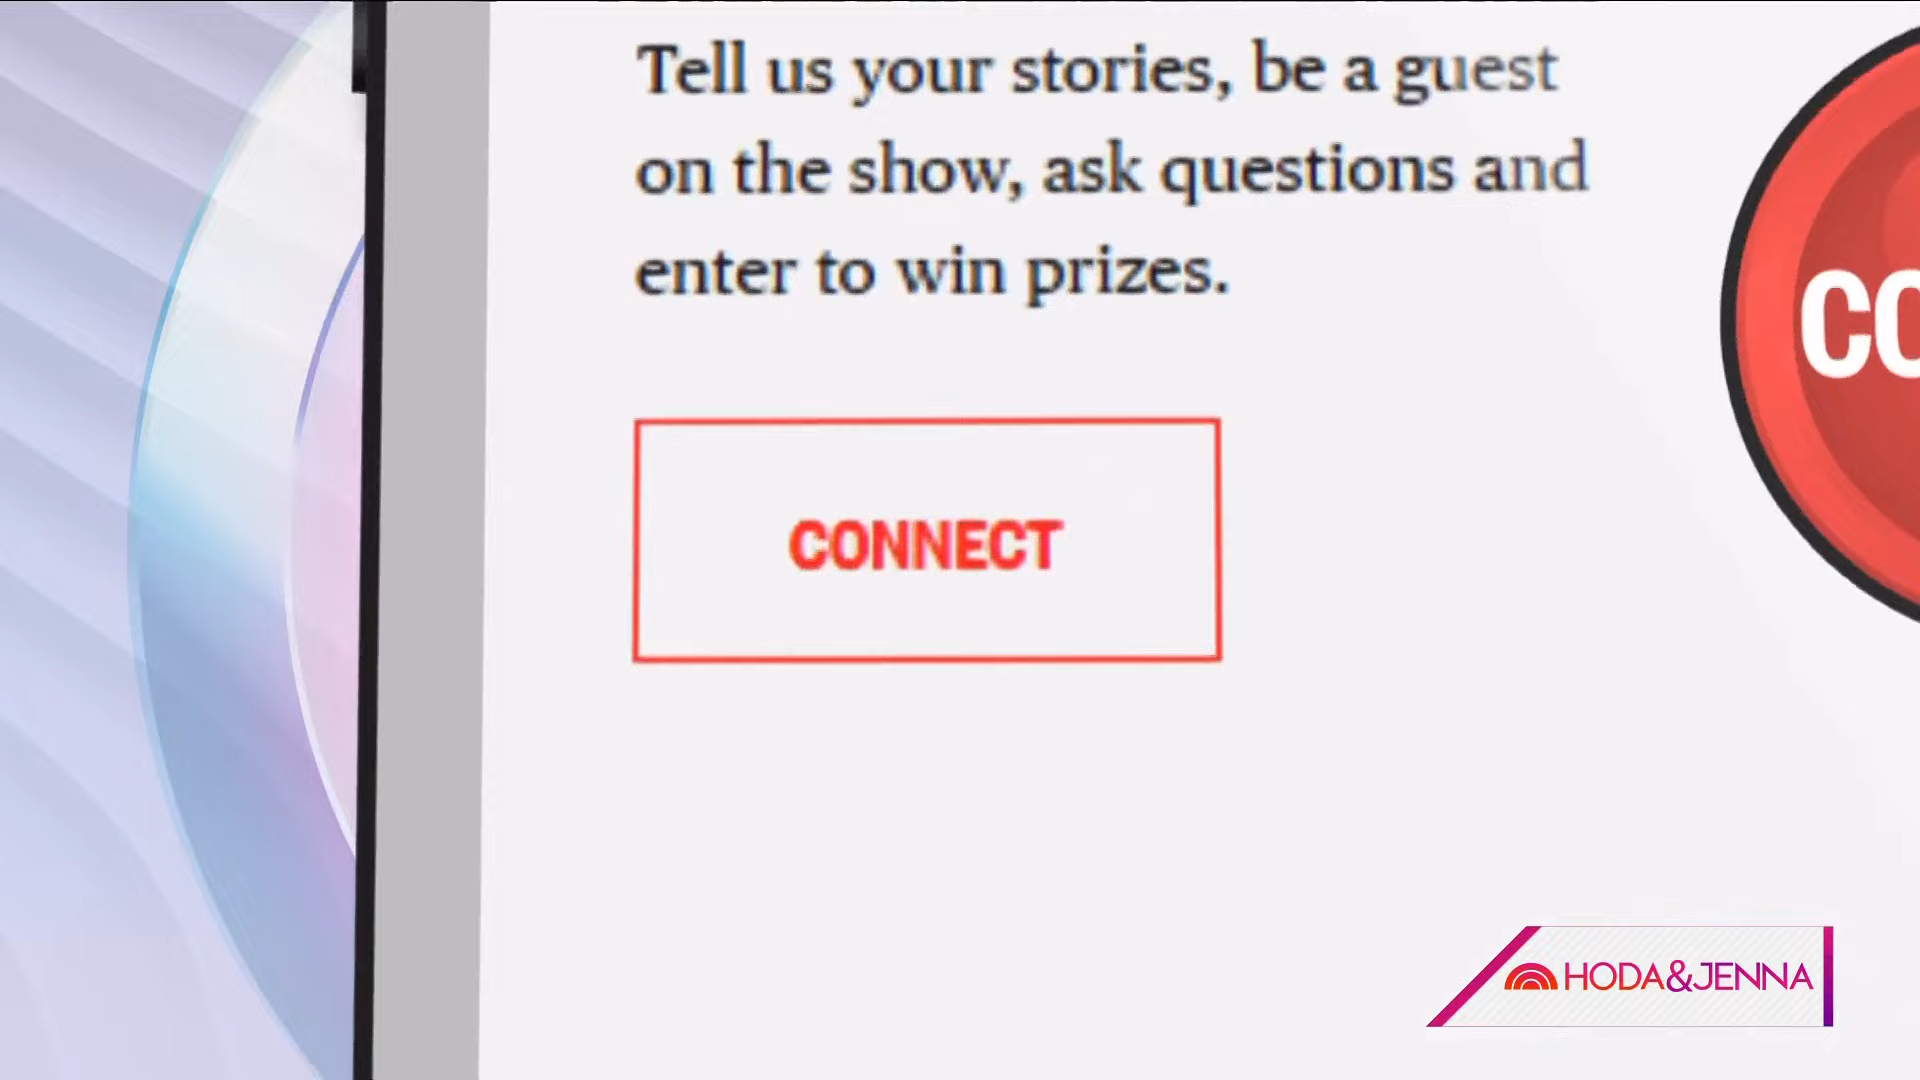 Tell us your stories, be a guest
on the show, ask questions and
enter to win prizes.
CO
CONNECT
HODA&JENNA